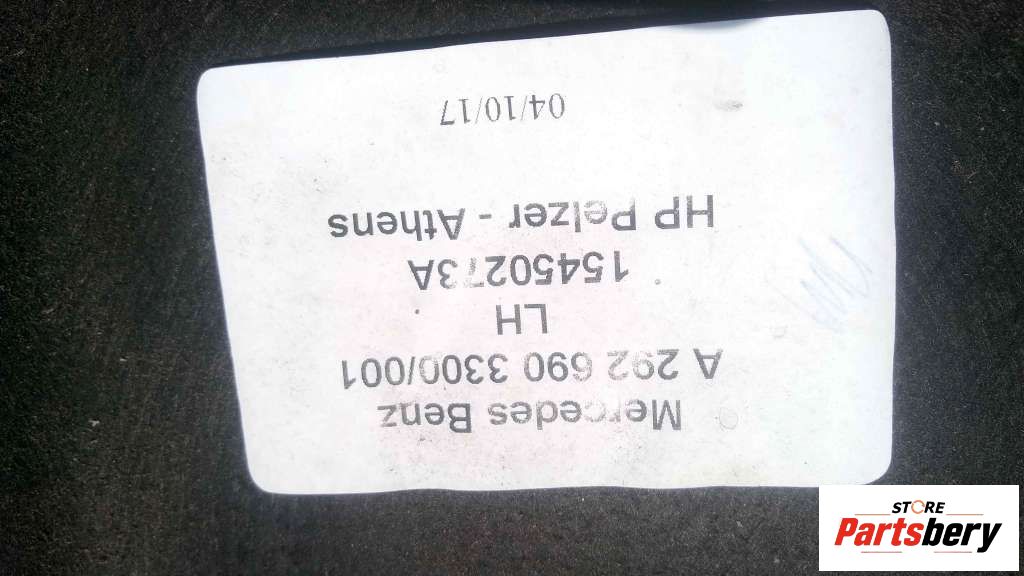 Mercedes Benz
A 292 690 3300/001
LH
15450273A
HP Pelzer - Athens
04/10/17
STORE
Partsbery